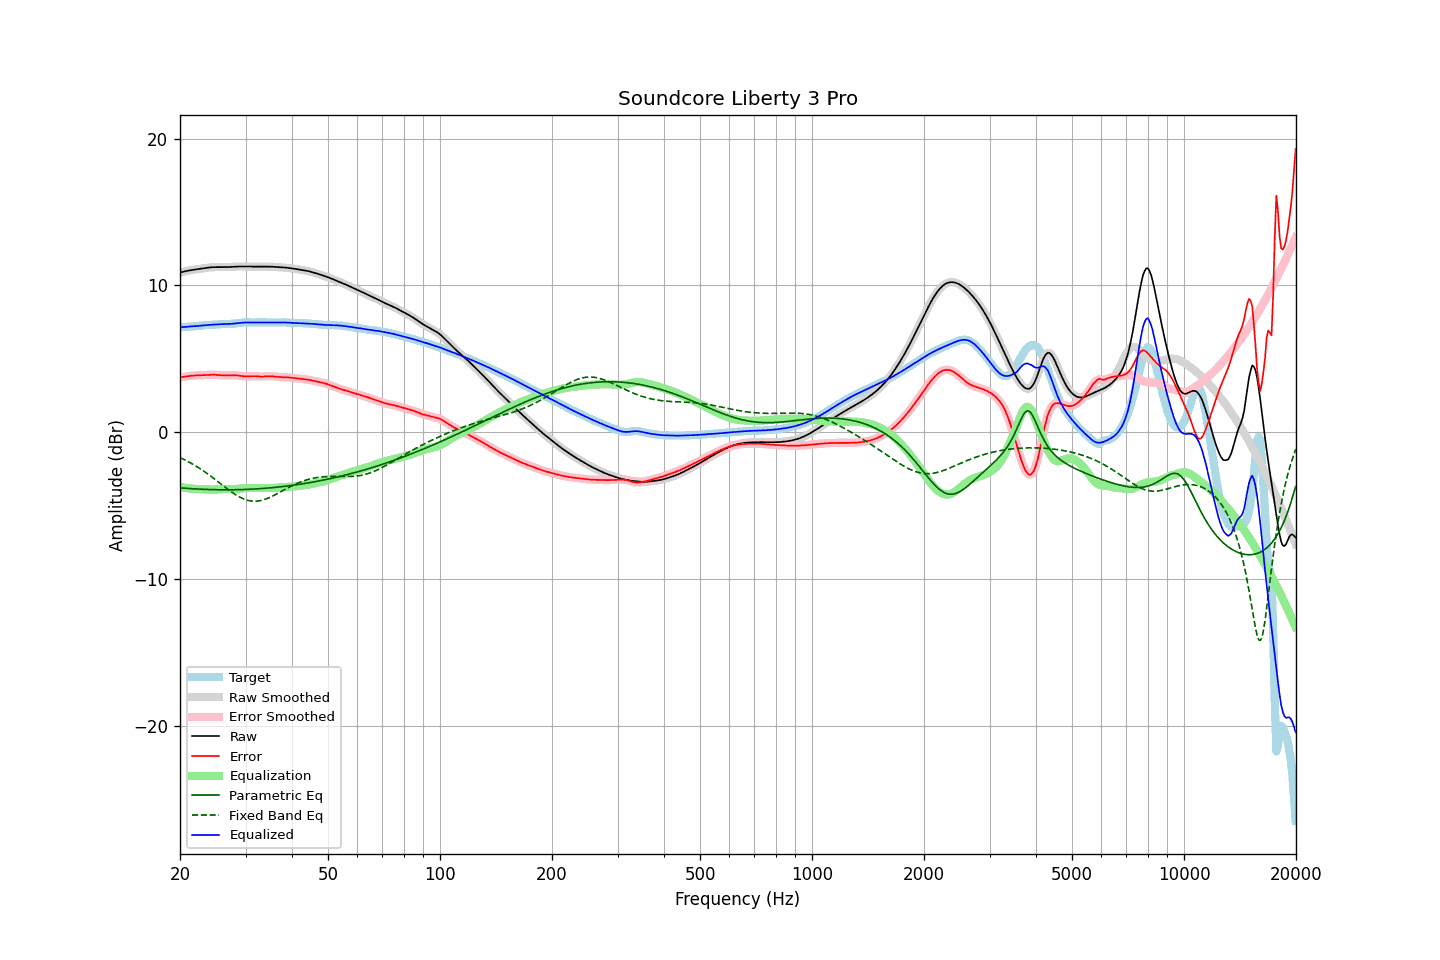 Soundcore Liberty 3 Pro
20
10
0
−10
−20
Amplitude (dBr)
Target
Raw Smoothed
Error Smoothed
Raw
Error
Equalization
Parametric Eq
Fixed Band Eq
Equalized
20 50 100 200 500 1000 2000 5000 10000 20000
Frequency (Hz)